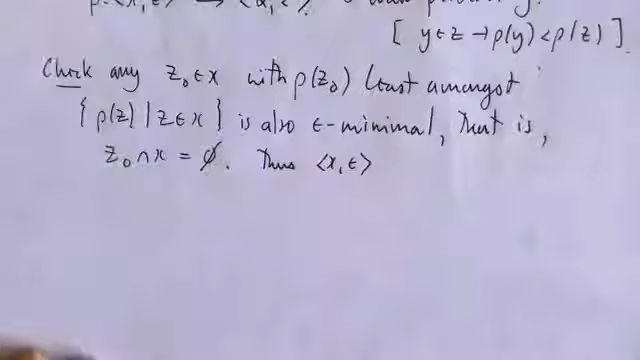 [ y∈z → ρ(y) < ρ(z) ].
Check any z₀∈x with ρ(z₀) least amongst
{ ρ(z) | z∈x } is also ∈-minimal, that is,
z₀ ∩ x = ∅. Thus ⟨x,∈⟩